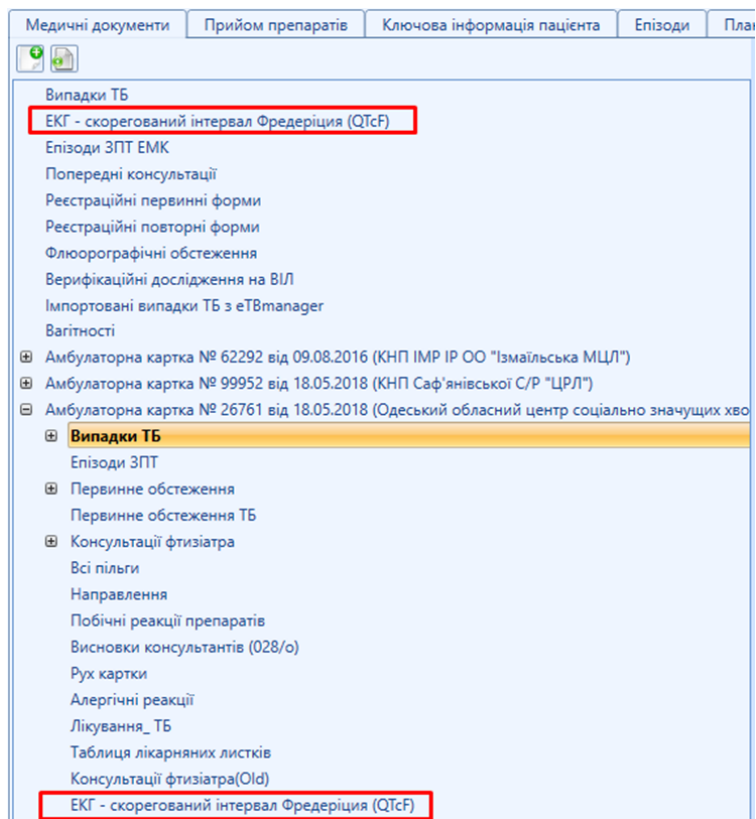 Медичні документи Прийом препаратів Ключова інформація пацієнта Епізоди
Випадки ТБ
ЕКГ - скорегований інтервал Фредеріция (QTcF)
Епізоди ЗПТ ЕМК
Попередні консультації
Реєстраційні первинні форми
Реєстраційні повторні форми
Флюорографічні обстеження
Верифікаційні дослідження на ВІЛ
Імпортовані випадки ТБ з eTBmanager
Вагітності
Амбулаторна картка № 62292 від 09.08.2016 (КНП ІМР ІР ОО "Ізмаїльська МЦЛ")
Амбулаторна картка № 99952 від 18.05.2018 (КНП Саф'янівської С/Р "ЦРЛ")
Амбулаторна картка № 26761 від 18.05.2018 (Одеський обласний центр соціально значущих хво
Випадки ТБ
Епізоди ЗПТ
Первинне обстеження
Первинне обстеження ТБ
Консультації фтизіатра
Всі пільги
Направлення
Побічні реакції препаратів
Висновки консультантів (028/о)
Рух картки
Алергічні реакції
Лікування_ ТБ
Таблиця лікарняних листків
Консультації фтизіатра(Old)
ЕКГ - скорегований інтервал Фредеріция (QTcF)